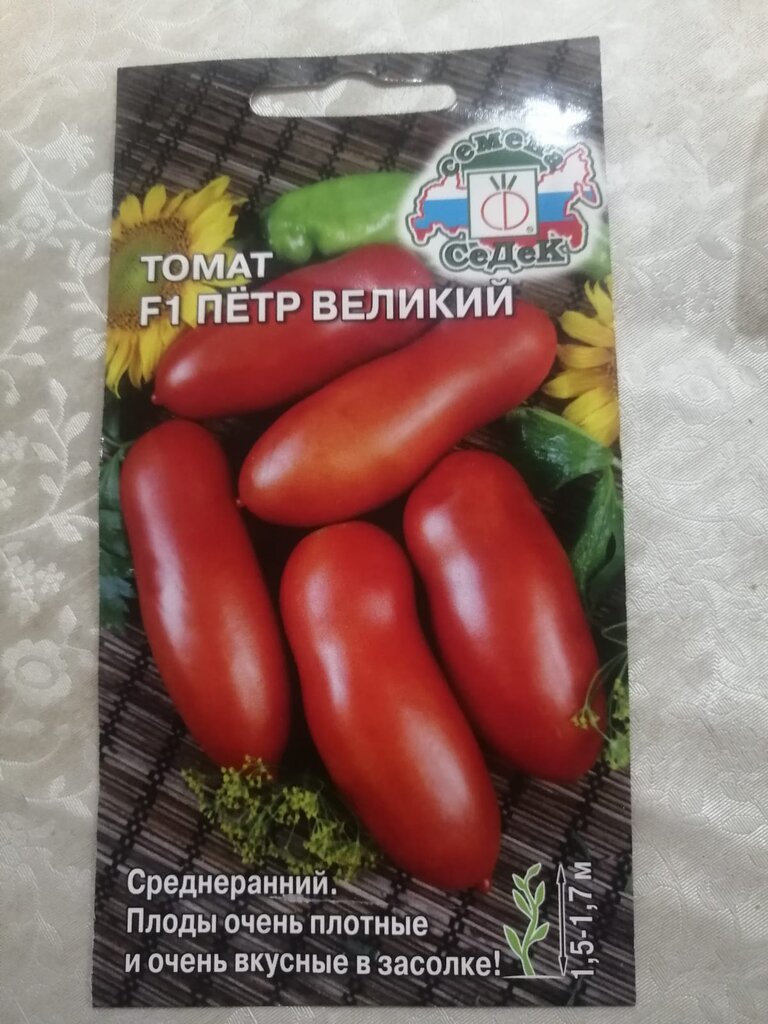 семена
СеДеК
ТОМАТ
F1 ПЁТР ВЕЛИКИЙ
Среднеранний.
Плоды очень плотные
и очень вкусные в засолке!
1,5-1,7 м